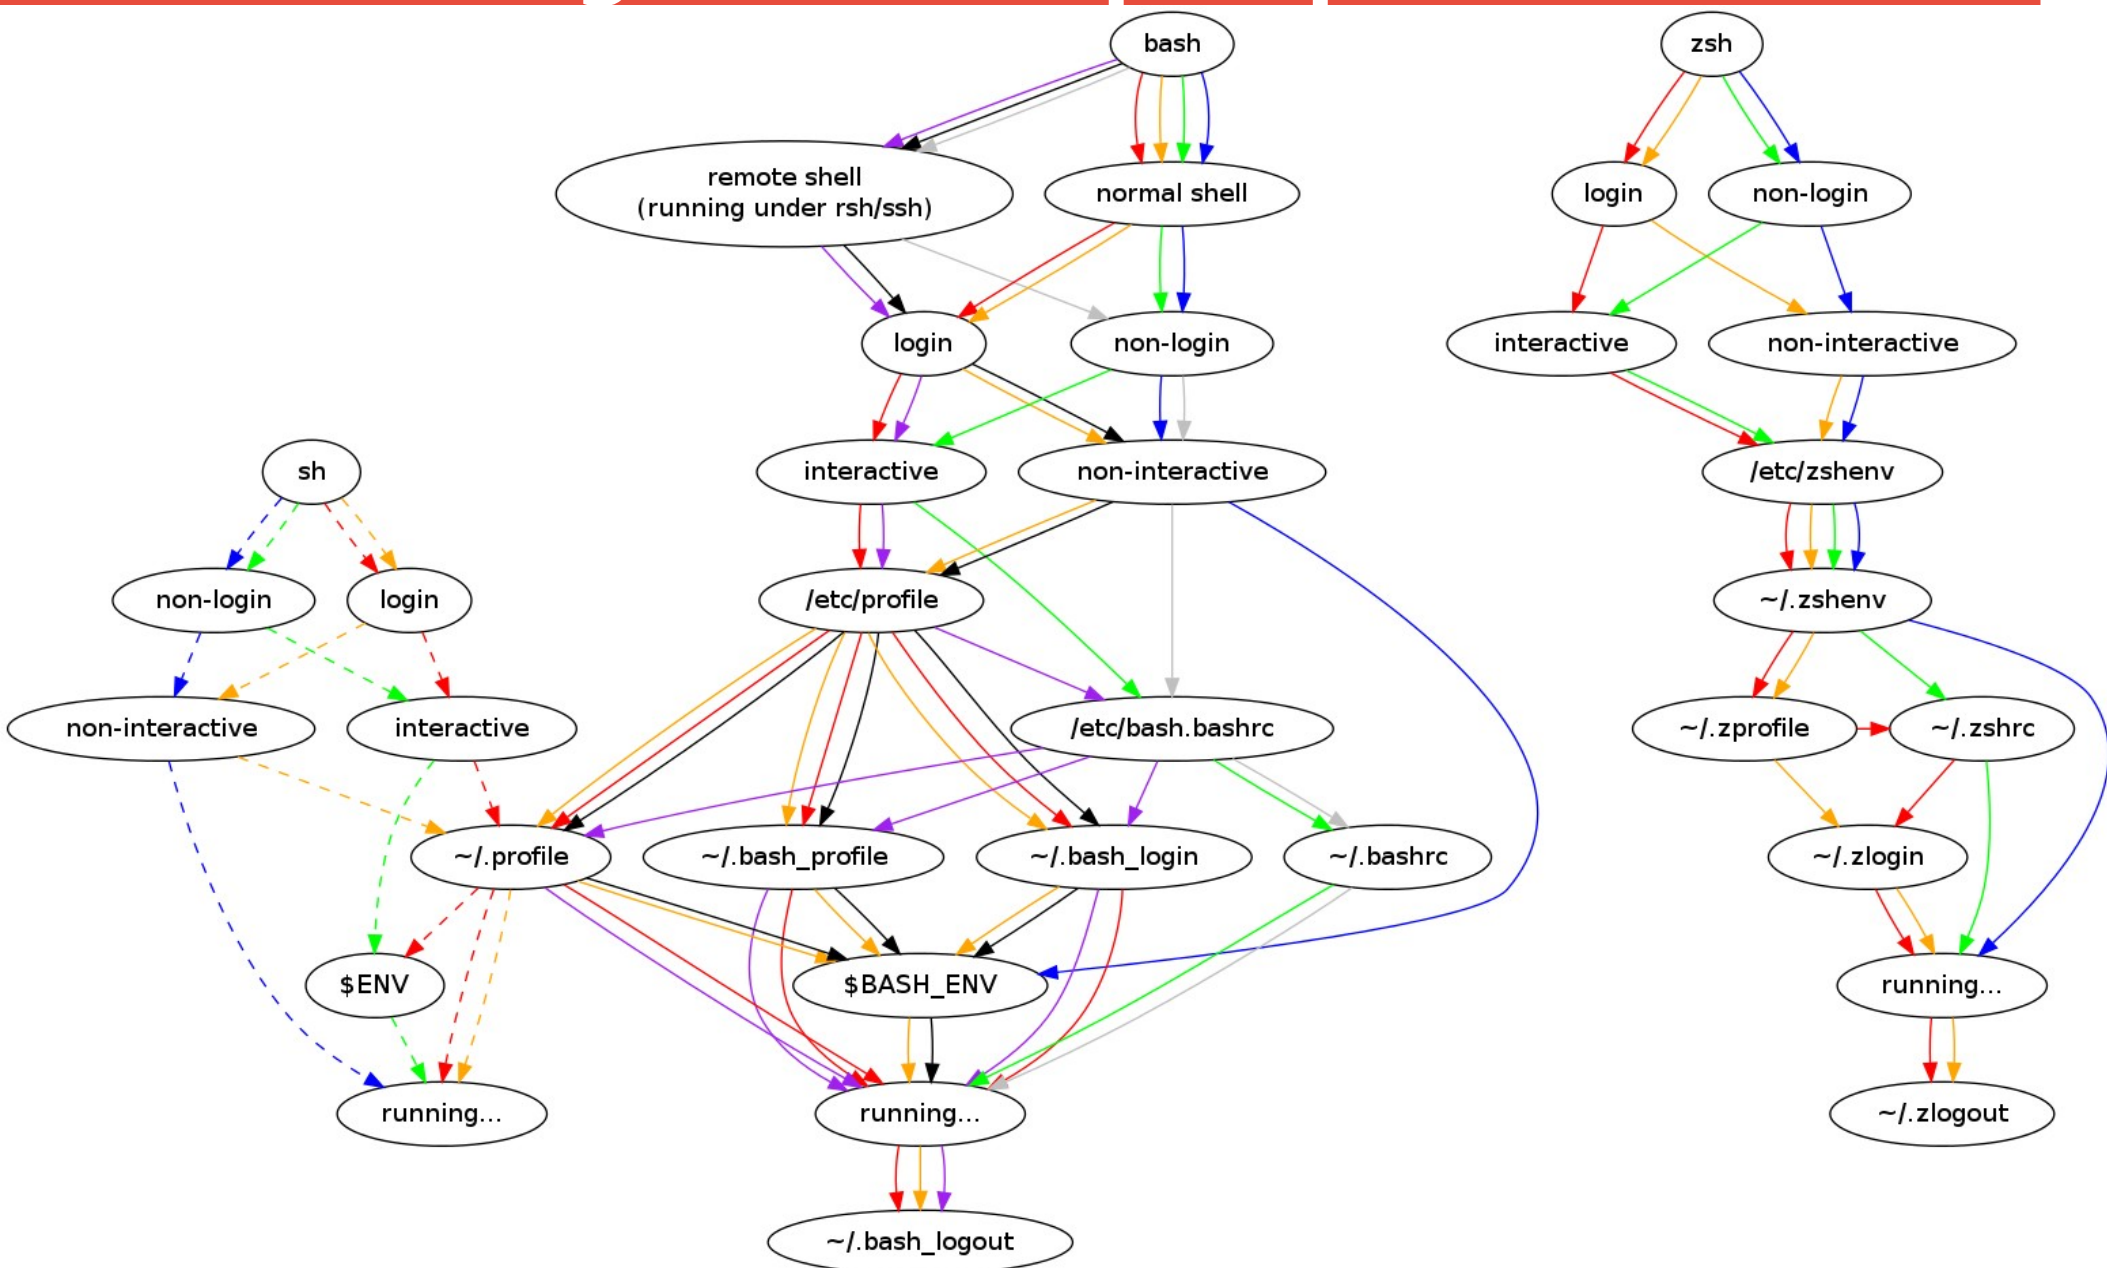 bash
zsh
remote shell
(running under rsh/ssh)
normal shell
login
non-login
login
non-login
interactive
non-interactive
sh
interactive
non-interactive
/etc/zshenv
non-login
login
/etc/profile
~/.zshenv
non-interactive
interactive
/etc/bash.bashrc
~/.zprofile
~/.zshrc
~/.profile
~/.bash_profile
~/.bash_login
~/.bashrc
~/.zlogin
$ENV
$BASH_ENV
running...
running...
running...
~/.zlogout
~/.bash_logout